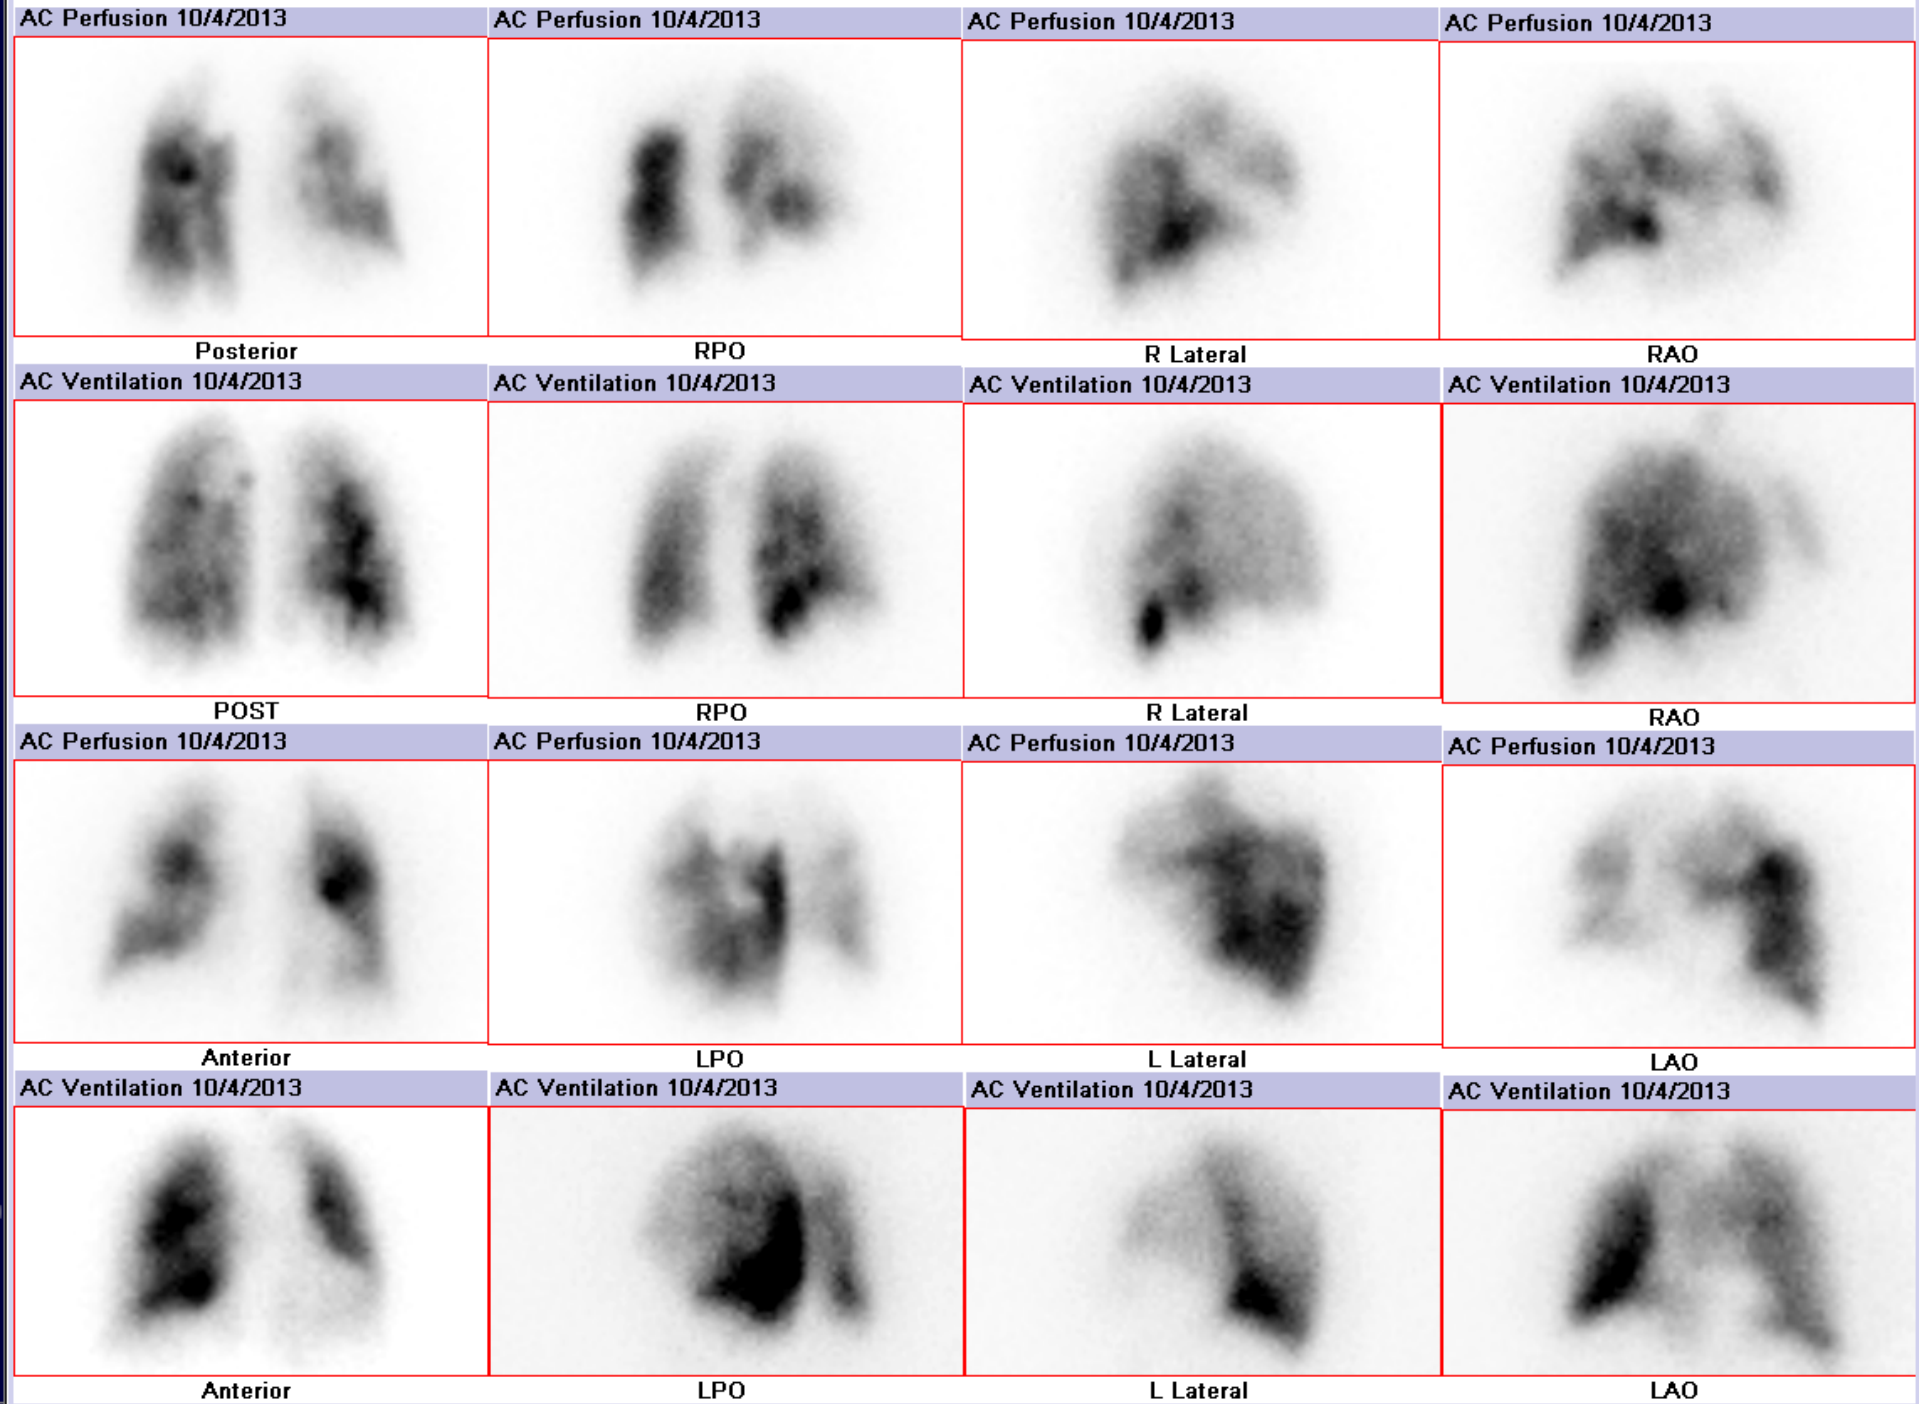 AC Perfusion 10/4/2013
AC Perfusion 10/4/2013
AC Perfusion 10/4/2013
AC Perfusion 10/4/2013
Posterior
RPO
R Lateral
RAO
AC Ventilation 10/4/2013
AC Ventilation 10/4/2013
AC Ventilation 10/4/2013
AC Ventilation 10/4/2013
POST
RPO
R Lateral
RAO
AC Perfusion 10/4/2013
AC Perfusion 10/4/2013
AC Perfusion 10/4/2013
AC Perfusion 10/4/2013
Anterior
LPO
L Lateral
LAO
AC Ventilation 10/4/2013
AC Ventilation 10/4/2013
AC Ventilation 10/4/2013
AC Ventilation 10/4/2013
Anterior
LPO
L Lateral
LAO